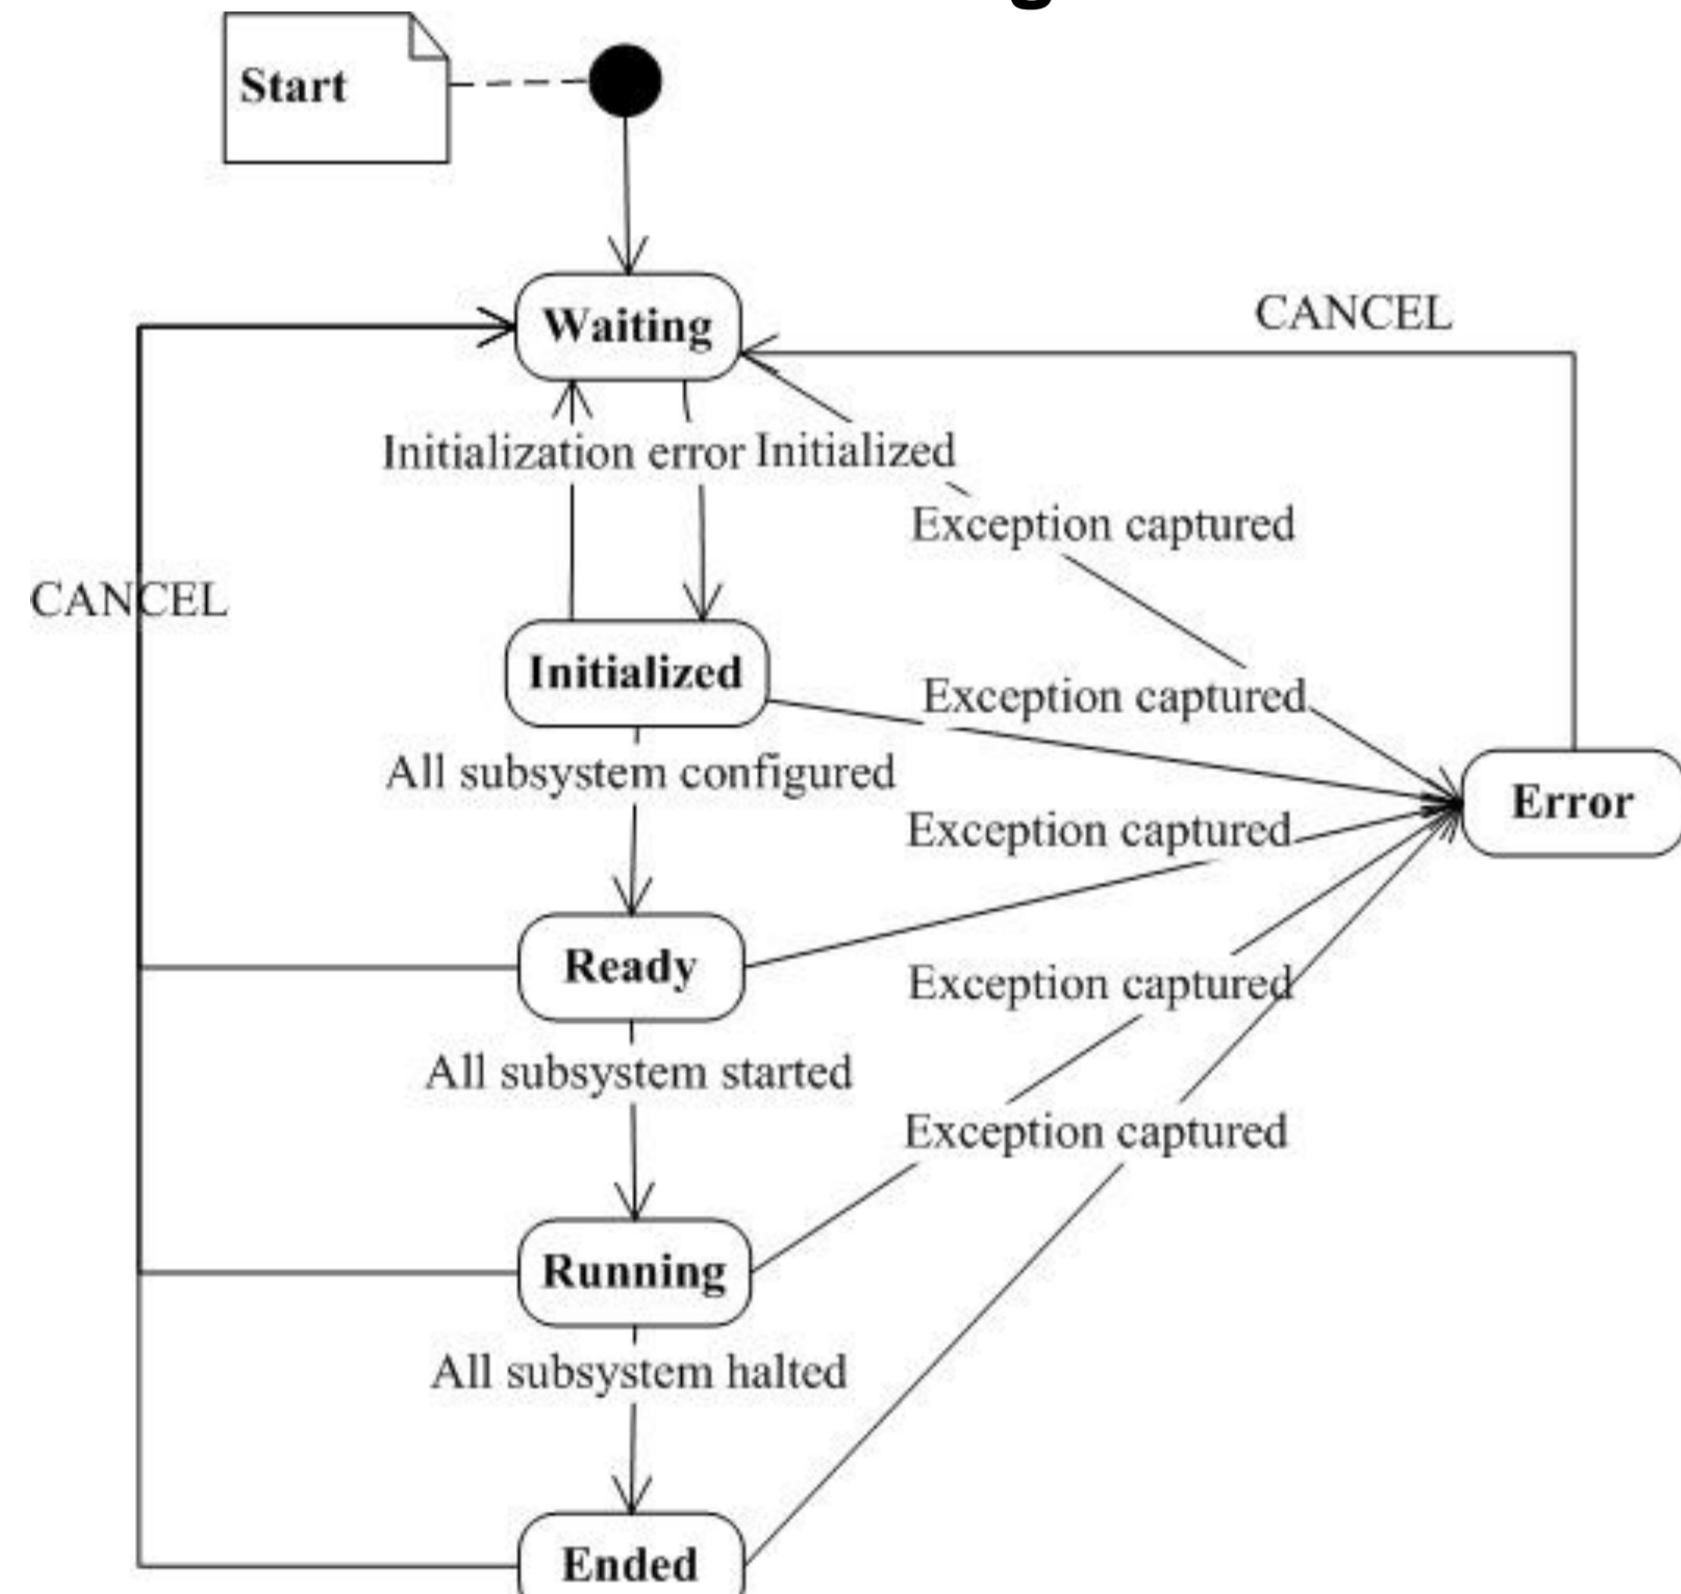 Start
Waiting
CANCEL
Initialization error
Initialized
Exception captured
CANCEL
Initialized
Exception captured
All subsystem configured
Error
Exception captured
Ready
Exception captured
All subsystem started
Exception captured
Running
All subsystem halted
Ended